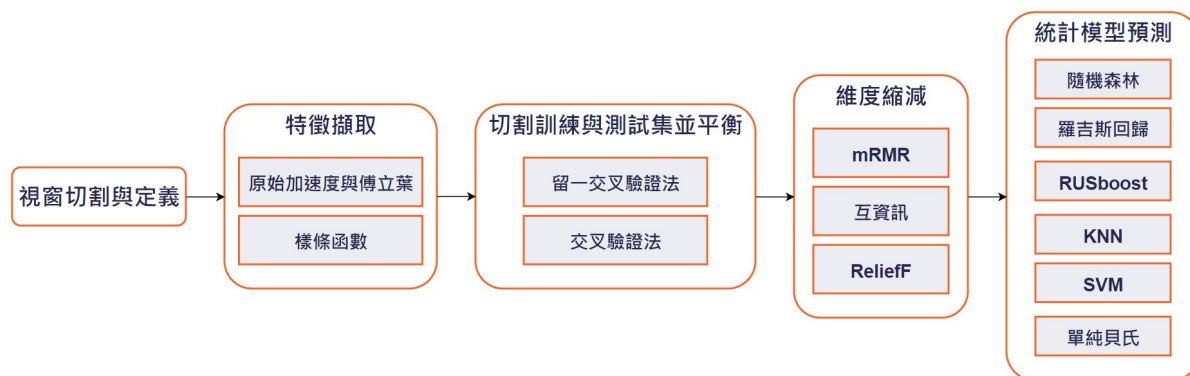 視窗切割與定義
特徵擷取
原始加速度與傅立葉
樣條函數
切割訓練與測試集並平衡
留一交叉驗證法
交叉驗證法
維度縮減
mRMR
互資訊
ReliefF
統計模型預測
隨機森林
羅吉斯回歸
RUSboost
KNN
SVM
單純貝氏